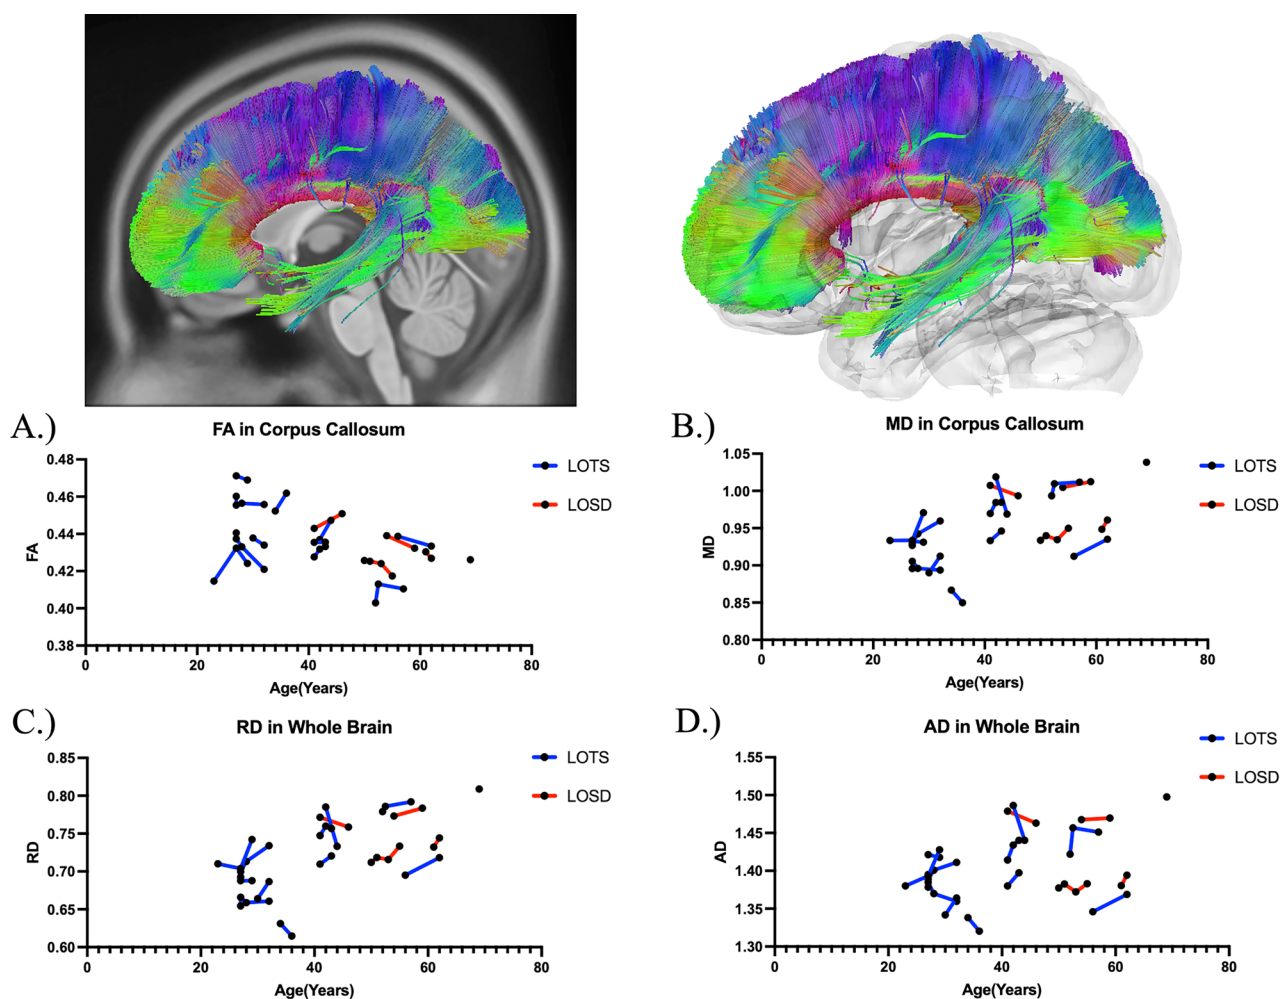 A.)
FA in Corpus Callosum
FA
0.48
0.46
0.44
0.42
0.40
0.38
0
20
40
60
80
Age(Years)
LOTS
LOSD
B.)
MD in Corpus Callosum
MD
1.05
1.00
0.95
0.90
0.85
0.80
0
20
40
60
80
Age(Years)
LOTS
LOSD
C.)
RD in Whole Brain
RD
0.85
0.80
0.75
0.70
0.65
0.60
0
20
40
60
80
Age(Years)
LOTS
LOSD
D.)
AD in Whole Brain
AD
1.55
1.50
1.45
1.40
1.35
1.30
0
20
40
60
80
Age(Years)
LOTS
LOSD